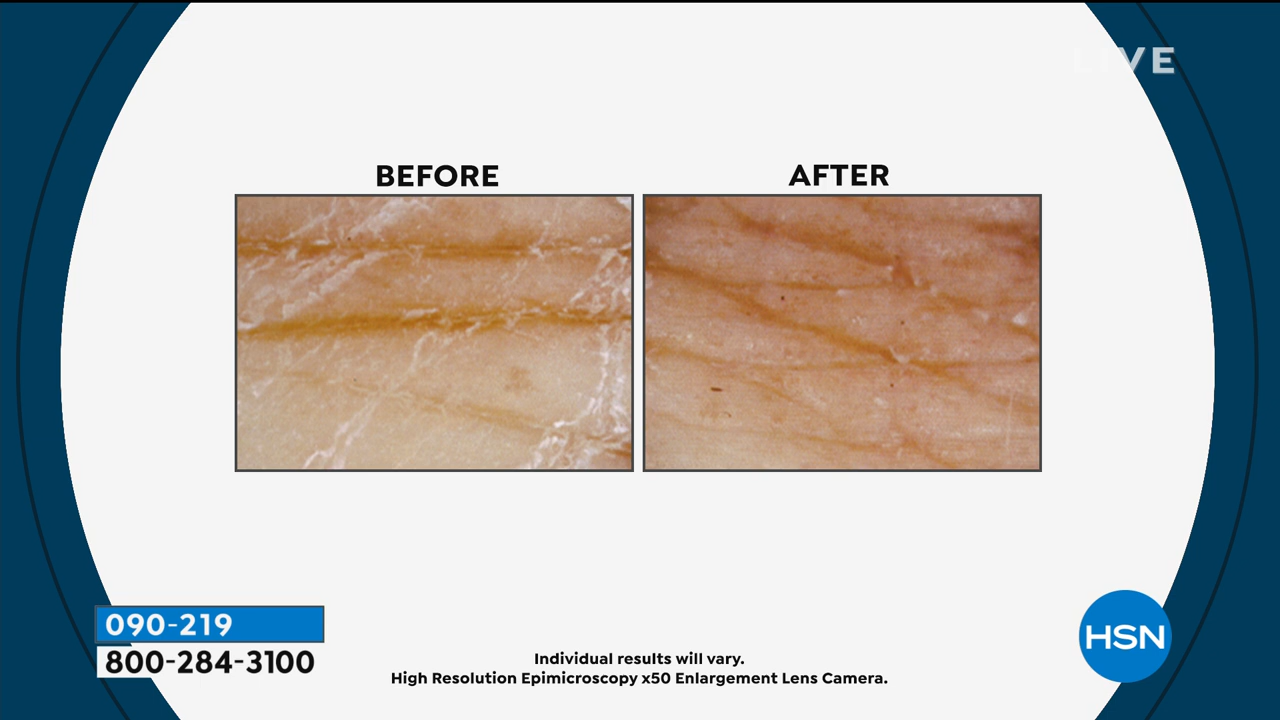 LIVE
BEFORE
AFTER
090-219
800-284-3100
Individual results will vary.
High Resolution Epimicroscopy x50 Enlargement Lens Camera.
HSN